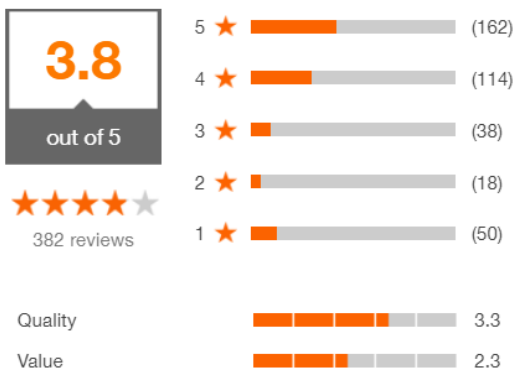 3.8
out of 5
382 reviews
5 (162)
4 (114)
3 (38)
2 (18)
1 (50)
Quality 3.3
Value 2.3